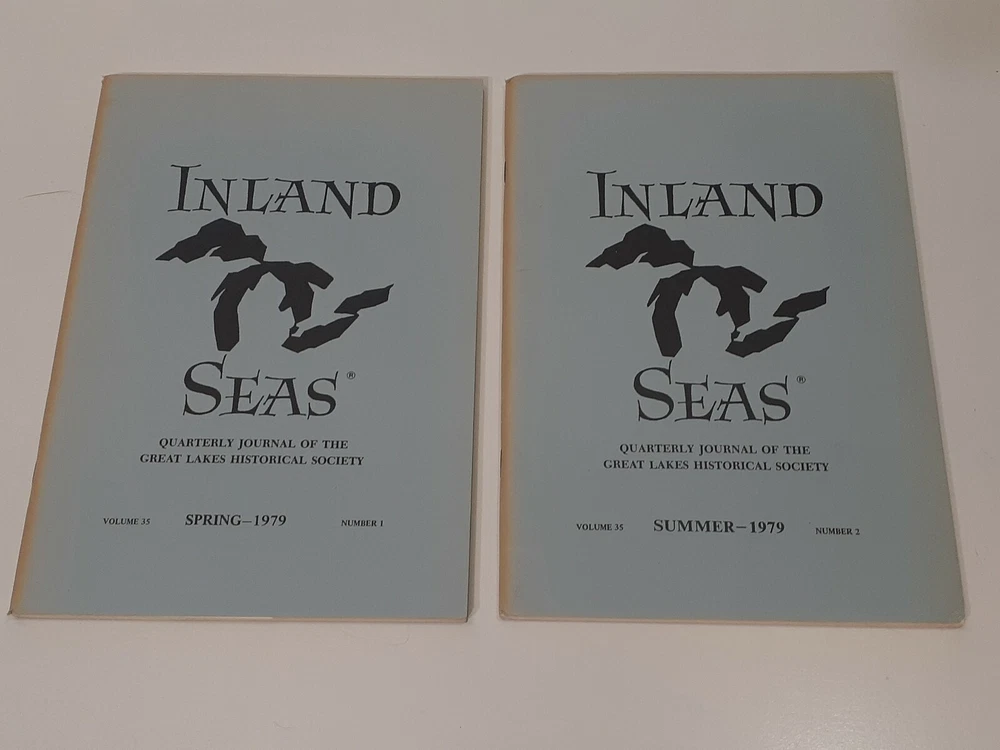 INLAND
SEAS®
QUARTERLY JOURNAL OF THE
GREAT LAKES HISTORICAL SOCIETY
VOLUME 35 SPRING—1979 NUMBER 1
INLAND
SEAS®
QUARTERLY JOURNAL OF THE
GREAT LAKES HISTORICAL SOCIETY
VOLUME 35 SUMMER—1979 NUMBER 2